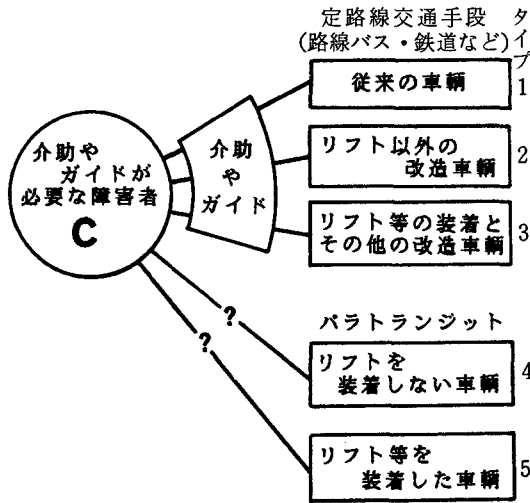 定路線交通手段
(路線バス・鉄道など)
タイプ
従来の車輌
1
介助や
ガイドが
必要な障害者
C
介助
や
ガイド
リフト以外の
改造車輌
2
リフト等の装着と
その他の改造車輌
3
?
?
パラトランジット
リフトを
装着しない車輌
4
リフト等を
装着した車輌
5